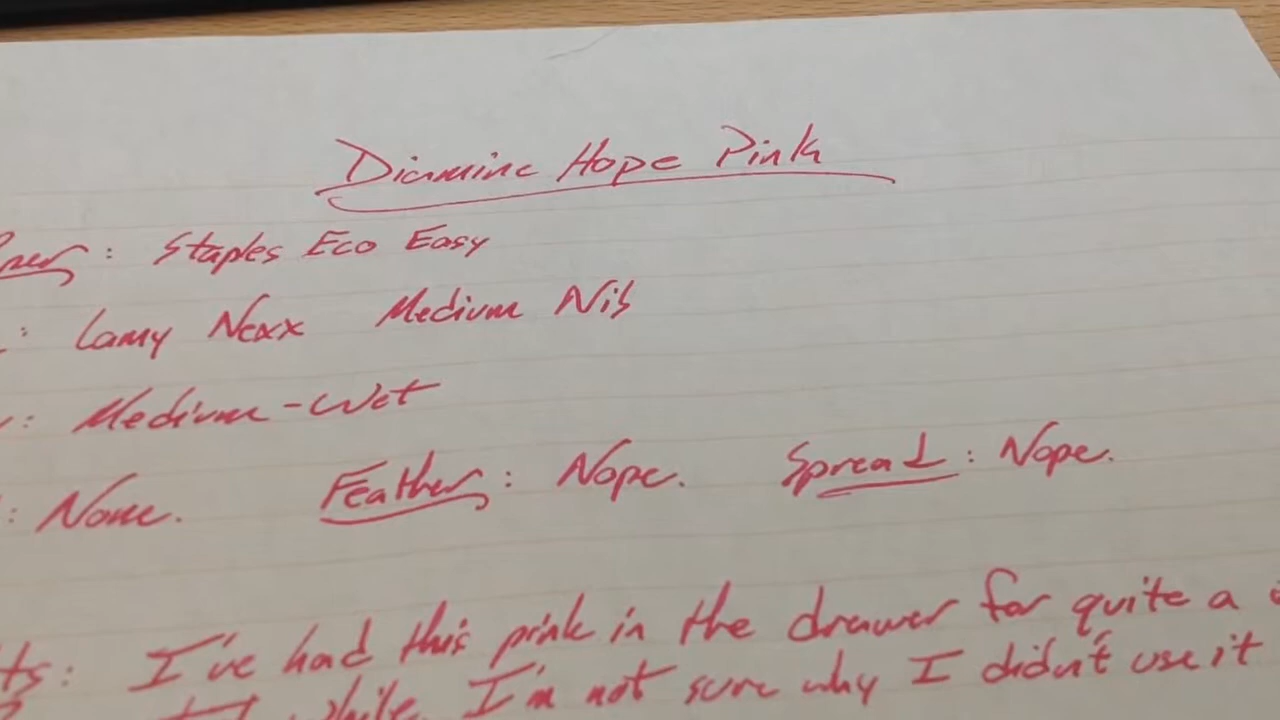 Diamine Hope Pink
: Staples Eco Easy
: Lamy Nexx Medium Nib
: Medium-Wet
: None. Feather: Nope. Spread: Nope.
: I've had this pink in the drawer for quite a
while. I'm not sure why I didn't use it